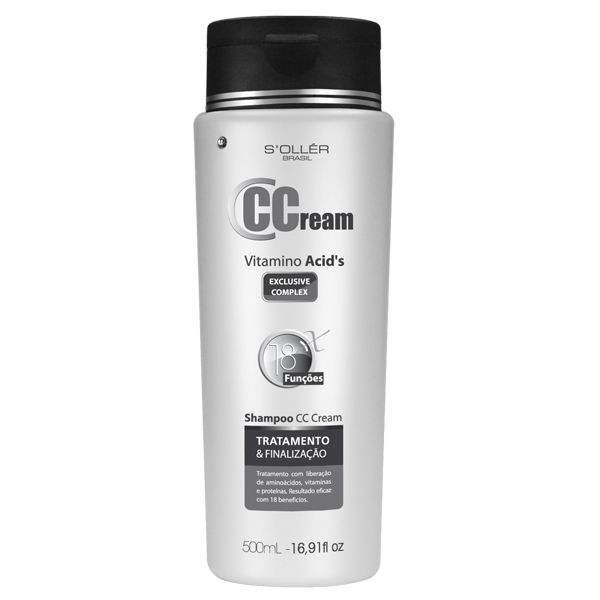 S'OLLÉR
BRASIL
CCream
Vitamino Acid's
EXCLUSIVE
COMPLEX
18x
Funções
Shampoo CC Cream
TRATAMENTO
& FINALIZAÇÃO
Tratamento com liberação
de aminoácidos, vitaminas
e proteínas. Resultado eficaz
com 18 benefícios.
500mL - 16,91fl oz